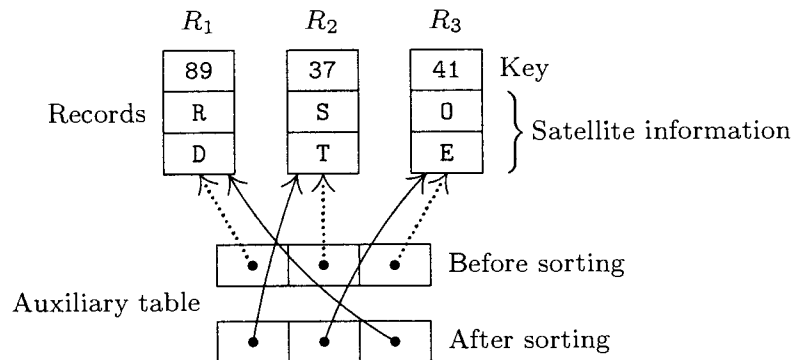 R1 R2 R3
89 37 41 Key
Records R S O
Satellite information
D T E
Before sorting
Auxiliary table
After sorting